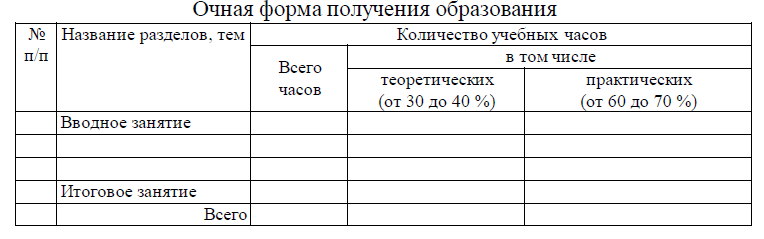 Очная форма получения образования
№ п/п
Название разделов, тем
Количество учебных часов
Всего часов
в том числе
теоретических
(от 30 до 40 %)
практических
(от 60 до 70 %)
Вводное занятие
Итоговое занятие
Всего